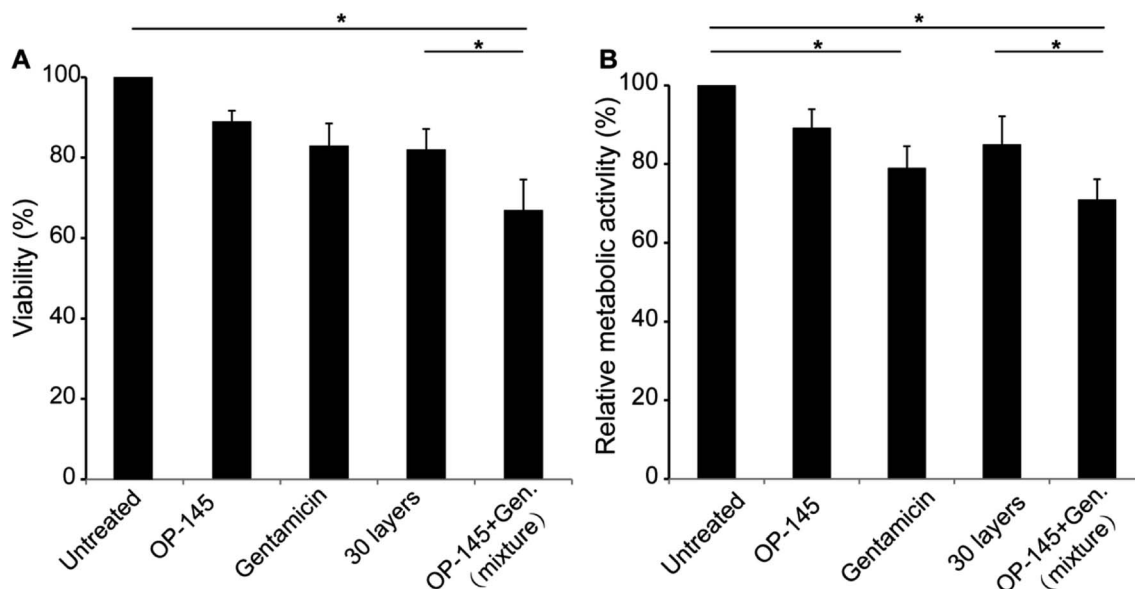 *
*
A
100
80
60
40
20
0
Viability (%)
Untreated
OP-145
Gentamicin
30 layers
OP-145+Gen.
(mixture)
*
*
*
B
100
80
60
40
20
0
Relative metabolic activlity (%)
Untreated
OP-145
Gentamicin
30 layers
OP-145+Gen.
(mixture)